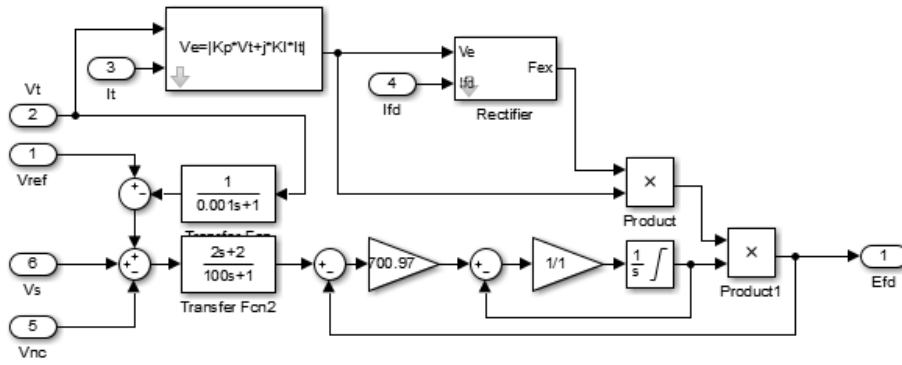 Ve=|Kp*Vt+j*KI*It|
3
It
Ve
Ifd
Fex
Rectifier
4
Ifd
Vt
2
1
Vref
+
−
1
0.001s+1
×
Product
+
+
6
Vs
2s+2
100s+1
Transfer Fcn2
+
−
700.97
+
−
1/1
1
s
×
Product1
1
Efd
5
Vnc